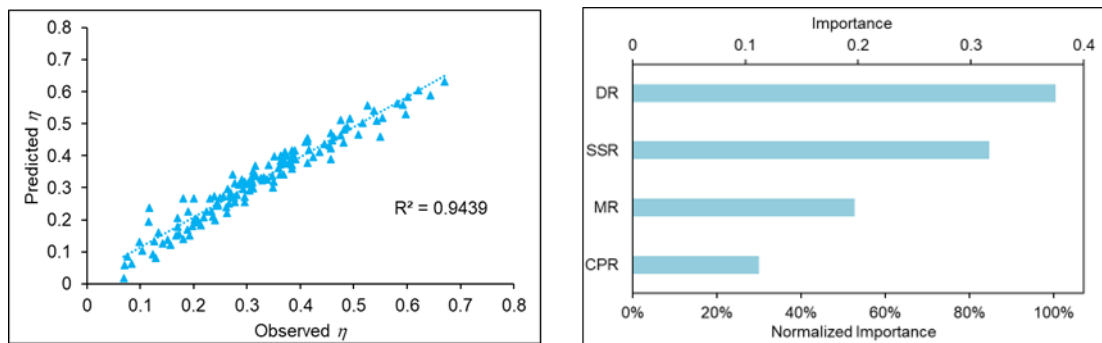 0.8
0.7
0.6
0.5
0.4
0.3
0.2
0.1
0
Predicted η
R² = 0.9439
0 0.1 0.2 0.3 0.4 0.5 0.6 0.7 0.8
Observed η
Importance
0 0.1 0.2 0.3 0.4
DR
SSR
MR
CPR
0% 20% 40% 60% 80% 100%
Normalized Importance